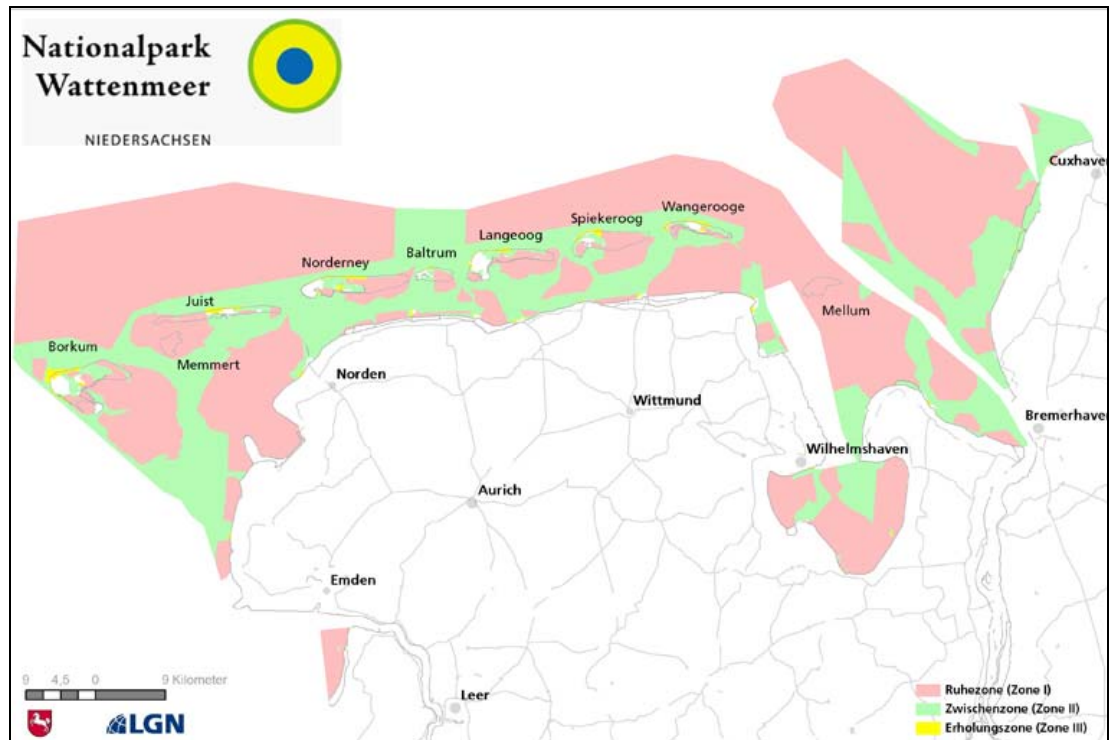 Nationalpark
Wattenmeer
NIEDERSACHSEN
Cuxhaven
Wangerooge
Spiekeroog
Langeoog
Baltrum
Norderney
Juist
Mellum
Borkum
Memmert
Norden
Wittmund
Bremerhaven
Wilhelmshaven
Aurich
Emden
9 4,5 0 9 Kilometer
Leer
LGN
Ruhezone (Zone I)
Zwischenzone (Zone II)
Erholungszone (Zone III)